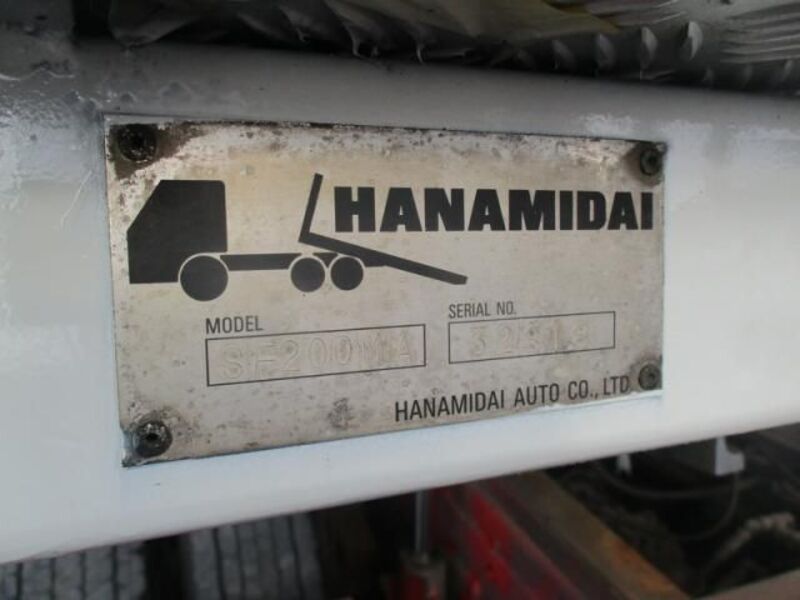 HANAMIDAI
MODEL
SERIAL NO.
HANAMIDAI AUTO CO., LTD.